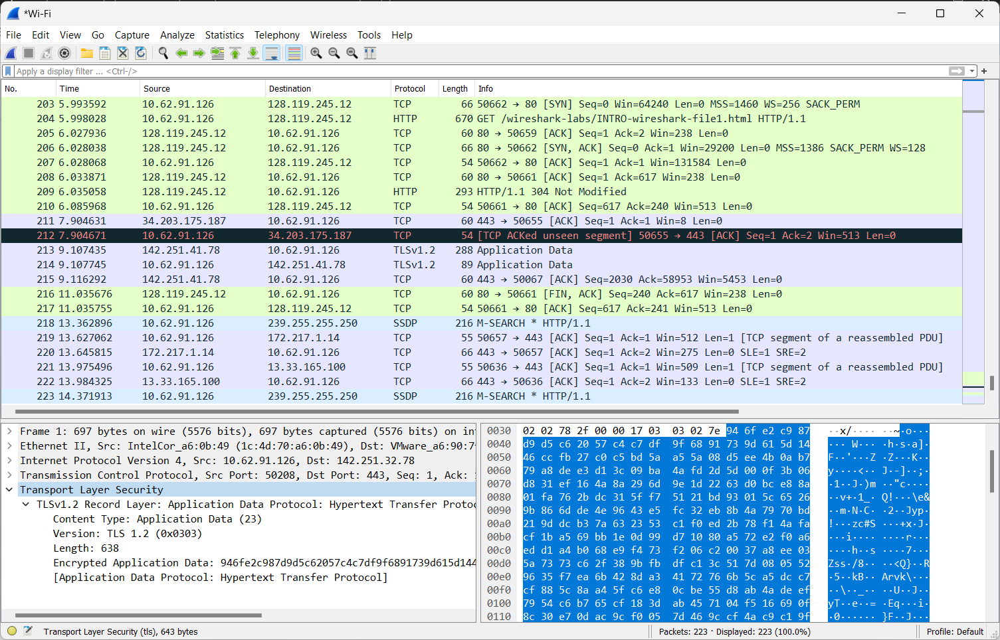 *Wi-Fi
File Edit View Go Capture Analyze Statistics Telephony Wireless Tools Help
Apply a display filter ... <Ctrl-/>
No. Time Source Destination Protocol Length Info
203 5.993592 10.62.91.126 128.119.245.12 TCP 66 50662 → 80 [SYN] Seq=0 Win=64240 Len=0 MSS=1460 WS=256 SACK_PERM
204 5.998028 10.62.91.126 128.119.245.12 HTTP 670 GET /wireshark-labs/INTRO-wireshark-file1.html HTTP/1.1
205 6.027936 128.119.245.12 10.62.91.126 TCP 60 80 → 50659 [ACK] Seq=1 Ack=2 Win=238 Len=0
206 6.028038 128.119.245.12 10.62.91.126 TCP 66 80 → 50662 [SYN, ACK] Seq=0 Ack=1 Win=29200 Len=0 MSS=1386 SACK_PERM WS=128
207 6.028068 10.62.91.126 128.119.245.12 TCP 54 50662 → 80 [ACK] Seq=1 Ack=1 Win=131584 Len=0
208 6.033871 128.119.245.12 10.62.91.126 TCP 60 80 → 50661 [ACK] Seq=1 Ack=617 Win=238 Len=0
209 6.035058 128.119.245.12 10.62.91.126 HTTP 293 HTTP/1.1 304 Not Modified
210 6.085968 10.62.91.126 128.119.245.12 TCP 54 50661 → 80 [ACK] Seq=617 Ack=240 Win=513 Len=0
211 7.904631 34.203.175.187 10.62.91.126 TCP 60 443 → 50655 [ACK] Seq=1 Ack=1 Win=8 Len=0
212 7.904671 10.62.91.126 34.203.175.187 TCP 54 [TCP ACKed unseen segment] 50655 → 443 [ACK] Seq=1 Ack=2 Win=513 Len=0
213 9.107435 142.251.41.78 10.62.91.126 TLSv1.2 288 Application Data
214 9.107745 10.62.91.126 142.251.41.78 TLSv1.2 89 Application Data
215 9.116292 142.251.41.78 10.62.91.126 TCP 60 443 → 50067 [ACK] Seq=2030 Ack=58953 Win=5453 Len=0
216 11.035676 128.119.245.12 10.62.91.126 TCP 60 80 → 50661 [FIN, ACK] Seq=240 Ack=617 Win=238 Len=0
217 11.035755 10.62.91.126 128.119.245.12 TCP 54 50661 → 80 [ACK] Seq=617 Ack=241 Win=513 Len=0
218 13.362896 10.62.91.126 239.255.255.250 SSDP 216 M-SEARCH * HTTP/1.1
219 13.627062 10.62.91.126 172.217.1.14 TCP 55 50657 → 443 [ACK] Seq=1 Ack=1 Win=512 Len=1 [TCP segment of a reassembled PDU]
220 13.645815 172.217.1.14 10.62.91.126 TCP 66 443 → 50657 [ACK] Seq=1 Ack=2 Win=275 Len=0 SLE=1 SRE=2
221 13.975496 10.62.91.126 13.33.165.100 TCP 55 50636 → 443 [ACK] Seq=1 Ack=1 Win=509 Len=1 [TCP segment of a reassembled PDU]
222 13.984325 13.33.165.100 10.62.91.126 TCP 66 443 → 50636 [ACK] Seq=1 Ack=2 Win=133 Len=0 SLE=1 SRE=2
223 14.371913 10.62.91.126 239.255.255.250 SSDP 216 M-SEARCH * HTTP/1.1
Frame 1: 697 bytes on wire (5576 bits), 697 bytes captured (5576 bits) on in
Ethernet II, Src: IntelCor_a6:0b:49 (1c:4d:70:a6:0b:49), Dst: VMware_a6:90:7
Internet Protocol Version 4, Src: 10.62.91.126, Dst: 142.251.32.78
Transmission Control Protocol, Src Port: 50208, Dst Port: 443, Seq: 1, Ack:
Transport Layer Security
TLSv1.2 Record Layer: Application Data Protocol: Hypertext Transfer Proto
Content Type: Application Data (23)
Version: TLS 1.2 (0x0303)
Length: 638
Encrypted Application Data: 946fe2c987d9d5c62057c4c7df9f6891739d615d144
[Application Data Protocol: Hypertext Transfer Protocol]
0030 02 02 78 2f 00 00 17 03 03 02 7e 94 6f e2 c9 87 ··x/···· ··~·o···
0040 d9 d5 c6 20 57 c4 c7 df 9f 68 91 73 9d 61 5d 14 ··· W··· ·h·s·a]·
0050 46 cc fb 27 c0 c5 bd 5a a5 5a 08 d5 ee 4b 0a b7 F··'···Z ·Z···K··
0060 79 a8 de e3 d1 3c 09 ba 4a fd 2d 5d 00 0f 3b 06 y····<·· J·-]··;·
0070 d8 31 ef 16 4a 8a 29 6d 9e 1d 22 63 d0 bc e8 8a ·1··J·)m ··"c····
0080 01 fa 76 2b dc 31 5f f7 51 21 bd 93 01 5c 65 26 ··v+·1_· Q!···\e&
0090 9b 86 6d de 4e 96 43 e5 fc 32 eb 8b 4a 79 70 bd ··m·N·C· ·2··Jyp·
00a0 21 9d dc b3 7a 63 23 53 c1 f0 ed 2b 78 f1 4a fa !···zc#S ···+x·J·
00b0 cf 1b a5 69 bb 1e 0d 99 d7 10 80 a5 72 e2 f0 a6 ···i···· ····r···
00c0 ed d1 a4 b0 68 e9 f4 73 f2 06 c2 00 37 a8 ee 03 ····h··s ····7···
00d0 5a 73 73 c6 2f 38 9b fb df c1 3c 51 7d 08 05 52 Zss·/8·· ··<Q}··R
00e0 96 35 f7 ea 6b 42 8d a3 41 72 76 6b 5c a5 dc c7 ·5··kB·· Arvk\···
00f0 cf 88 5c 8a a4 5f c6 e8 0c be 55 d8 ab 4a de ef ··\··_·· ··U··J··
0100 79 54 c6 b7 65 cf 18 3d ab 45 71 04 f5 16 69 0f yT··e··= ·Eq···i·
0110 8c 30 e7 0d ac 9c f0 05 7d 46 9c cf 4a c9 c1 9f ·0······ }F··J···
Transport Layer Security (tls), 643 bytes
Packets: 223 · Displayed: 223 (100.0%)
Profile: Default